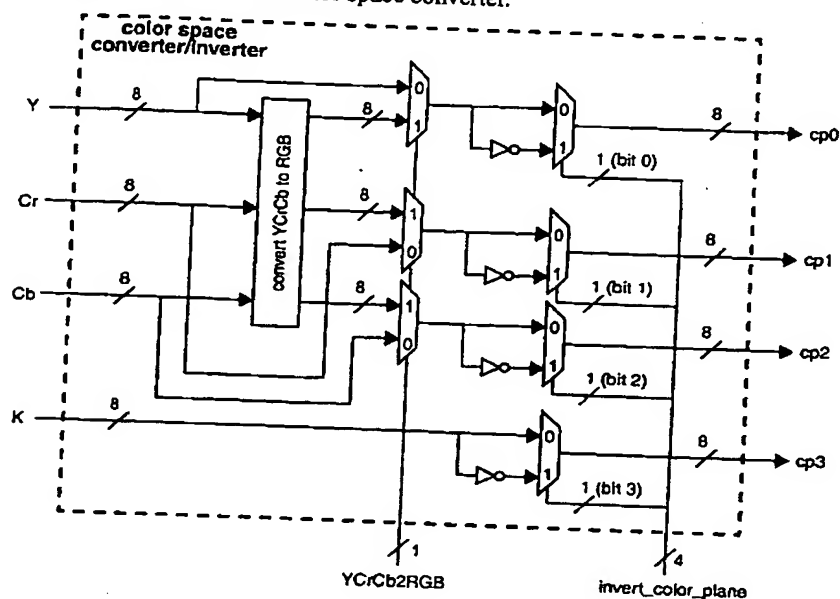 space converter.
color space
converter/inverter
Y
8
8
0
1
0
1
8
cp0
1 (bit 0)
convert YCrCb to RGB
Cr
8
8
1
0
0
1
8
cp1
1 (bit 1)
Cb
8
8
1
0
0
1
8
cp2
1 (bit 2)
K
8
0
1
8
cp3
1 (bit 3)
1
YCrCb2RGB
4
invert_color_plane